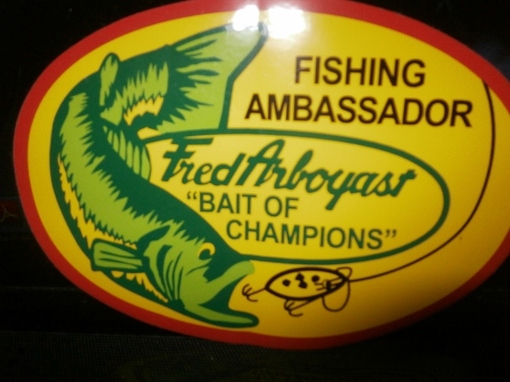 FISHING
AMBASSADOR
Fred Arbogast
"BAIT OF
CHAMPIONS"